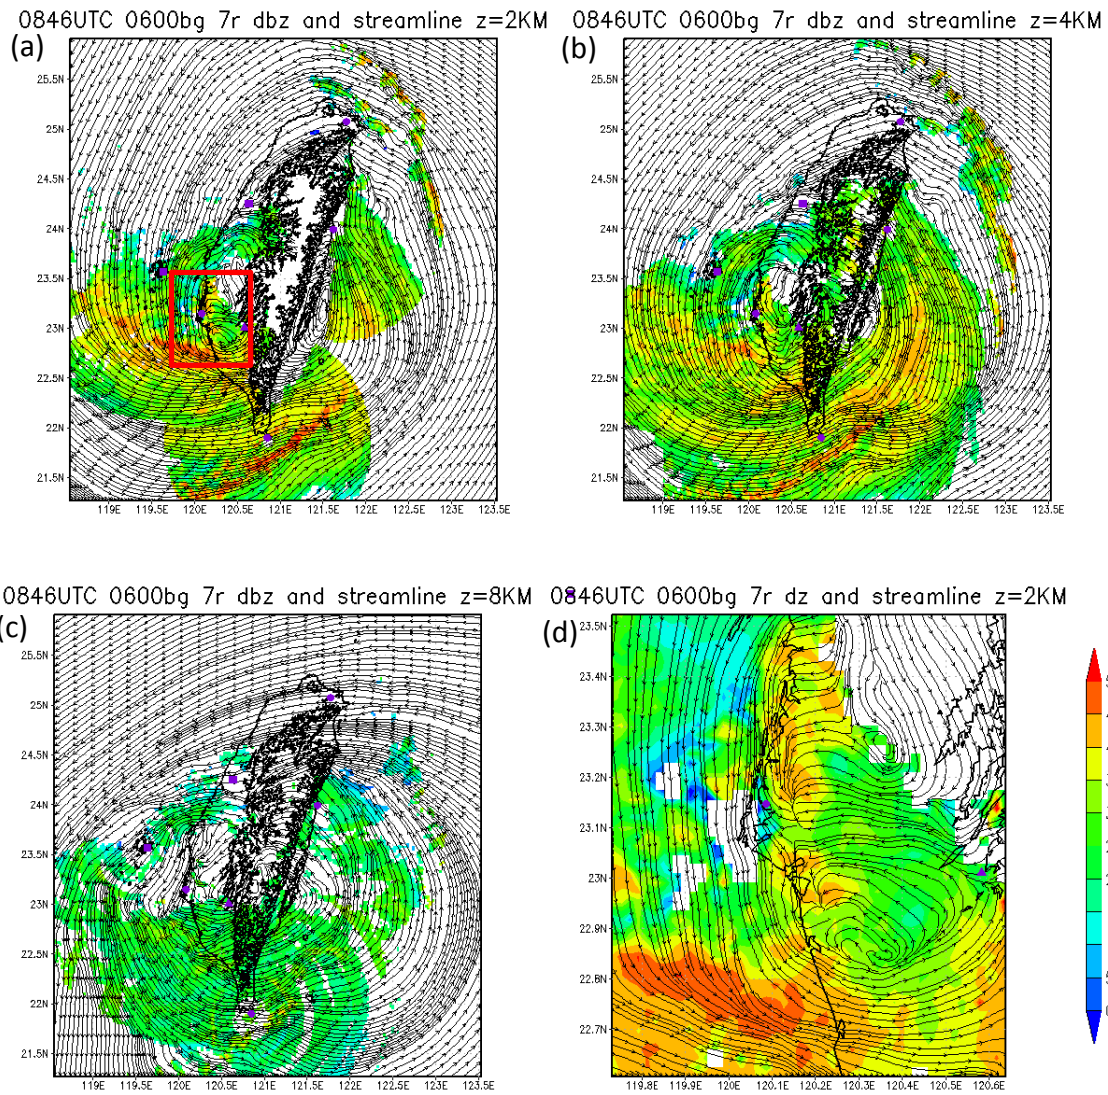 0846UTC 0600bg 7r dbz and streamline z=2KM
(a)
25.5N
25N
24.5N
24N
23.5N
23N
22.5N
22N
21.5N
119E 119.5E 120E 120.5E 121E 121.5E 122E 122.5E 123E 123.5E
0846UTC 0600bg 7r dbz and streamline z=4KM
(b)
25.5N
25N
24.5N
24N
23.5N
23N
22.5N
22N
21.5N
119E 119.5E 120E 120.5E 121E 121.5E 122E 122.5E 123E 123.5E
0846UTC 0600bg 7r dbz and streamline z=8KM
(c)
25.5N
25N
24.5N
24N
23.5N
23N
22.5N
22N
21.5N
119E 119.5E 120E 120.5E 121E 121.5E 122E 122.5E 123E 123.5E
0846UTC 0600bg 7r dz and streamline z=2KM
(d)
23.5N
23.4N
23.3N
23.2N
23.1N
23N
22.9N
22.8N
22.7N
119.8E 119.9E 120E 120.1E 120.2E 120.3E 120.4E 120.5E 120.6E